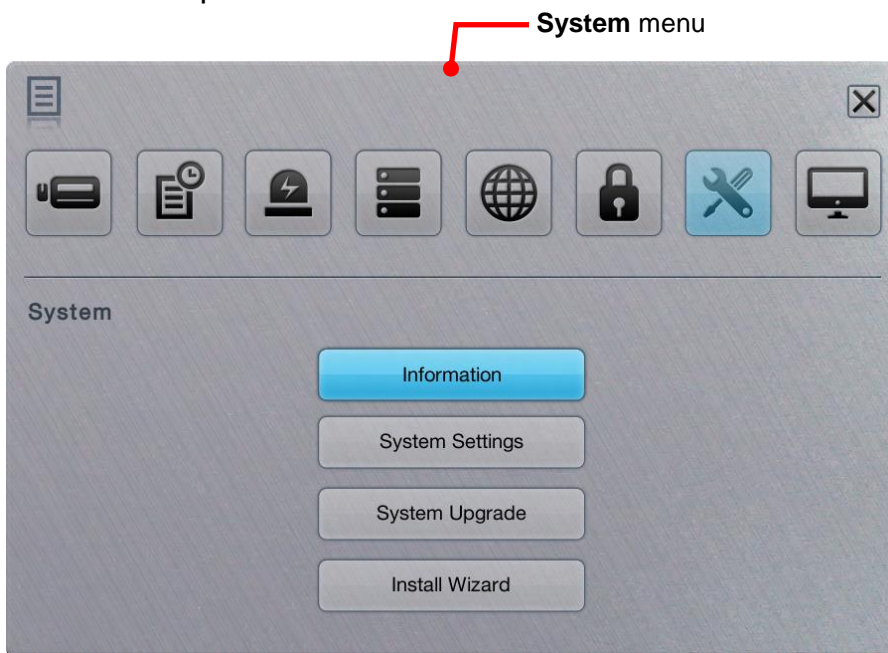 System menu
System
Information
System Settings
System Upgrade
Install Wizard